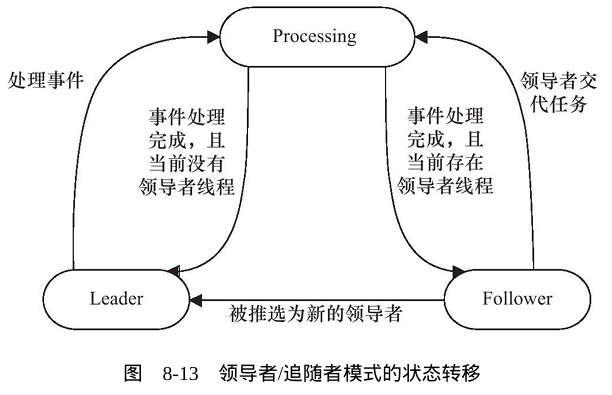 Processing
处理事件
领导者交
代任务
事件处理
完成，且
当前没有
领导者线程
事件处理
完成，且
当前存在
领导者线程
Leader
Follower
被推选为新的领导者
图 8-13 领导者/追随者模式的状态转移